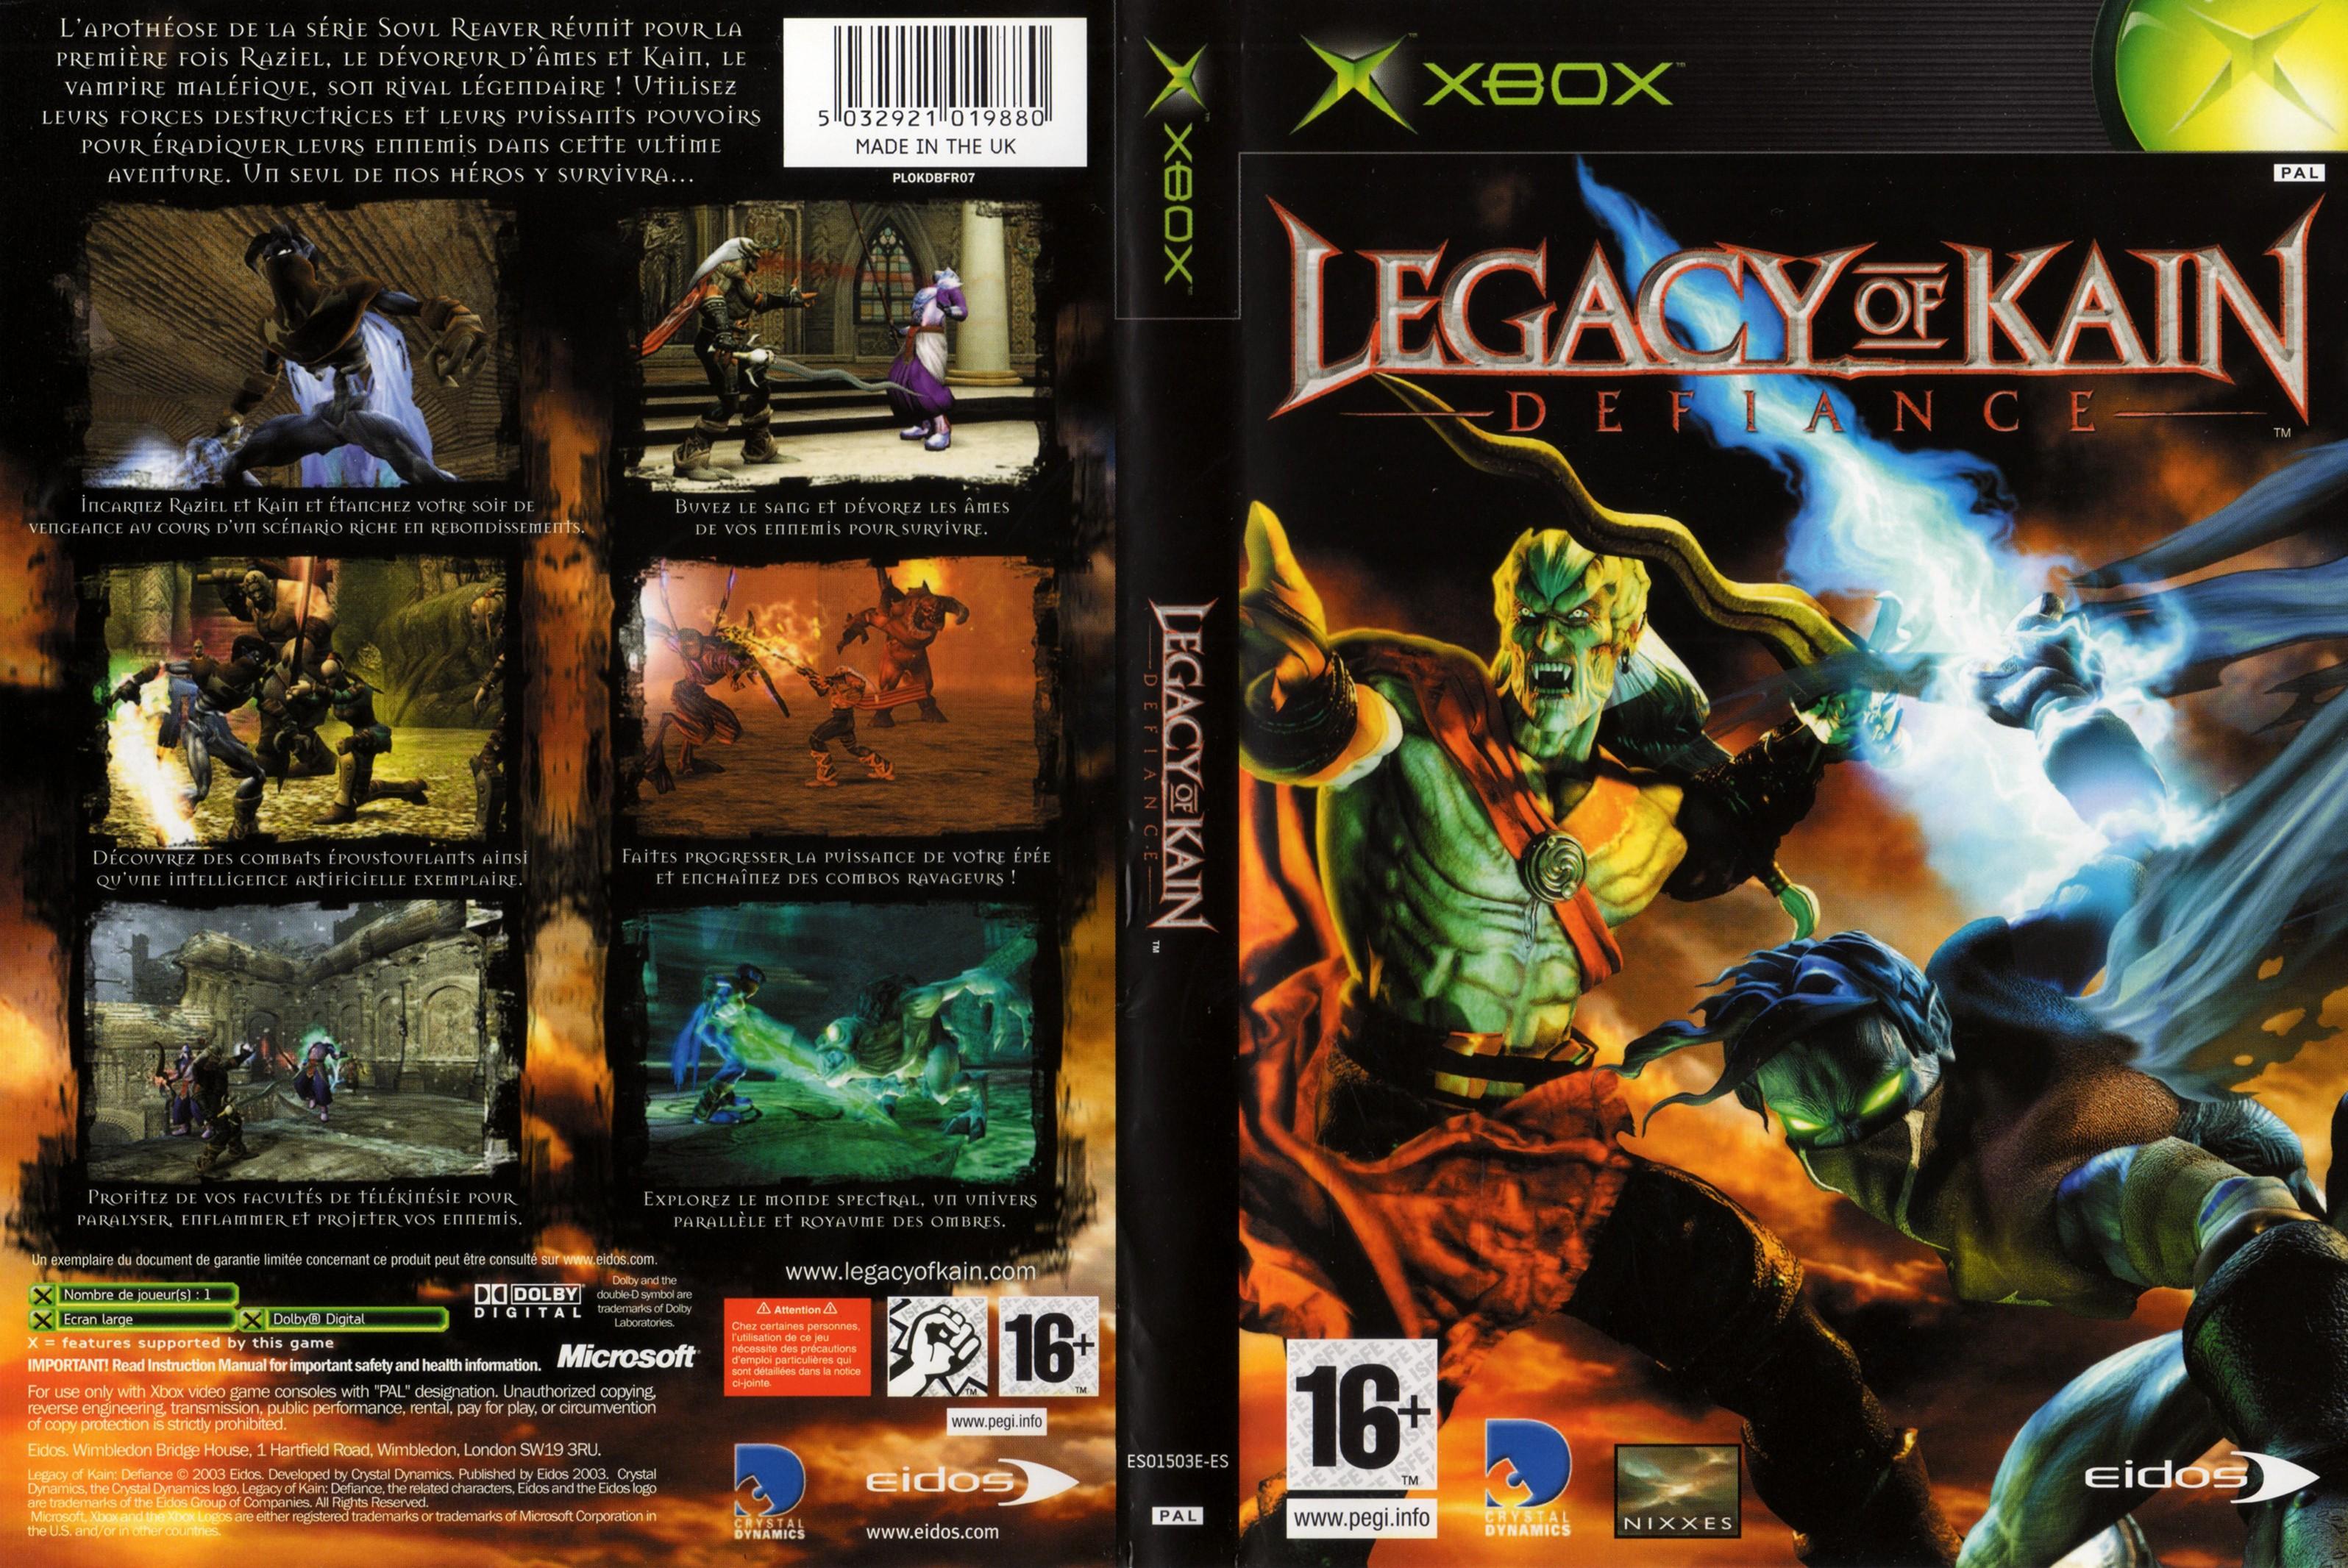 L'apothéose de la série Soul Reaver réunit pour la
première fois Raziel, le dévoreur d'âmes et Kain, le
vampire maléfique, son rival légendaire ! Utilisez
leurs forces destructrices et leurs puissants pouvoirs
pour éradiquer leurs ennemis dans cette ultime
aventure. Un seul de nos héros y survivra...
5 032921 019880
MADE IN THE UK
PL0KDBFR07
Incarnez Raziel et Kain et étanchez votre soif de
vengeance au cours d'un scénario riche en rebondissements.
Buvez le sang et dévorez les âmes
de vos ennemis pour survivre.
Découvrez des combats époustouflants ainsi
qu'une intelligence artificielle exemplaire.
Faites progresser la puissance de votre épée
et enchaînez des combos ravageurs !
Profitez de vos facultés de télékinésie pour
paralyser, enflammer et projeter vos ennemis.
Explorez le monde spectral, un univers
parallèle et royaume des ombres.
Un exemplaire du document de garantie limitée concernant ce produit peut être consulté sur www.eidos.com.
Nombre de joueur(s) : 1
Ecran large
Dolby® Digital
X = features supported by this game
DOLBY
DIGITAL
Dolby and the
double-D symbol are
trademarks of Dolby
Laboratories.
IMPORTANT! Read Instruction Manual for important safety and health information.
Microsoft
For use only with Xbox video game consoles with "PAL" designation. Unauthorized copying,
reverse engineering, transmission, public performance, rental, pay for play, or circumvention
of copy protection is strictly prohibited.
Eidos. Wimbledon Bridge House, 1 Hartfield Road, Wimbledon, London SW19 3RU.
Legacy of Kain: Defiance © 2003 Eidos. Developed by Crystal Dynamics. Published by Eidos 2003. Crystal
Dynamics, the Crystal Dynamics logo, Legacy of Kain: Defiance, the related characters, Eidos and the Eidos logo
are trademarks of the Eidos Group of Companies. All Rights Reserved.
Microsoft, Xbox and the Xbox Logos are either registered trademarks or trademarks of Microsoft Corporation in
the U.S. and/or in other countries.
www.legacyofkain.com
Attention
Chez certaines personnes,
l'utilisation de ce jeu
nécessite des précautions
d'emploi particulières qui
sont détaillées dans la notice
ci-jointe.
16+
TM
www.pegi.info
CRYSTAL
DYNAMICS
eidos
www.eidos.com
XBOX
LEGACY OF KAIN
DEFIANCE
TM
ES01503E-ES
PAL
XBOX
PAL
LEGACY OF KAIN
DEFIANCE
TM
16+
TM
www.pegi.info
CRYSTAL
DYNAMICS
NIXXES
eidos